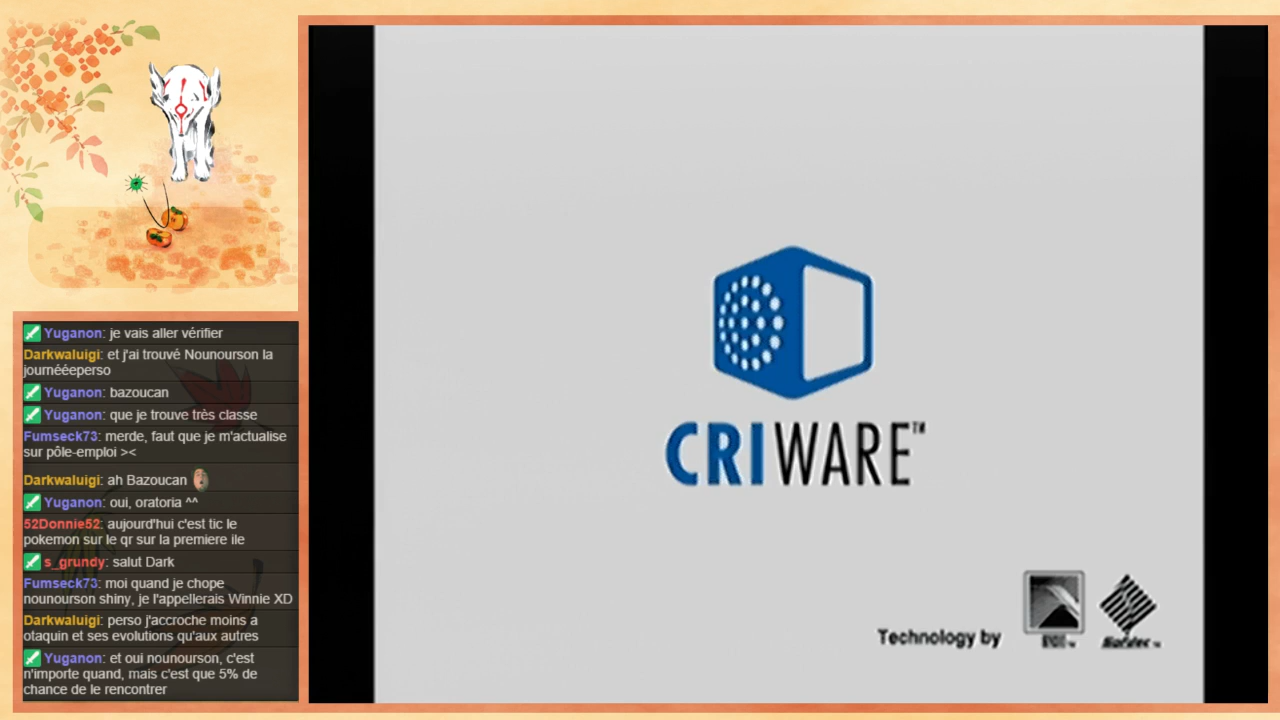 Yuganon: je vais aller vérifier
Darkwaluigi: et j'ai trouvé Nounourson la
journééeperso
Yuganon: bazoucan
Yuganon: que je trouve très classe
Fumseck73: merde, faut que je m'actualise
sur pôle-emploi ><
Darkwaluigi: ah Bazoucan
Yuganon: oui, oratoria ^^
52Donnie52: aujourd'hui c'est tic le
pokemon sur le qr sur la premiere ile
s_grundy: salut Dark
Fumseck73: moi quand je chope
nounourson shiny, je l'appellerais Winnie XD
Darkwaluigi: perso j'accroche moins a
otaquin et ses evolutions qu'aux autres
Yuganon: et oui nounourson, c'est
n'importe quand, mais c'est que 5% de
chance de le rencontrer
CRIWARE™
Technology by